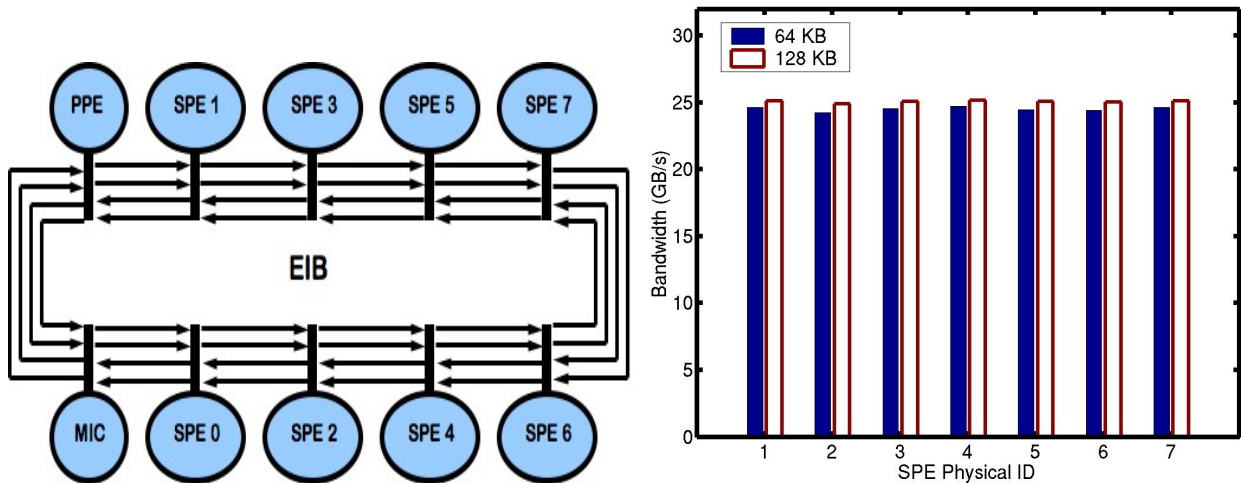 PPE SPE 1 SPE 3 SPE 5 SPE 7
EIB
MIC SPE 0 SPE 2 SPE 4 SPE 6
64 KB
128 KB
Bandwidth (GB/s)
30
25
20
15
10
5
0
1 2 3 4 5 6 7
SPE Physical ID